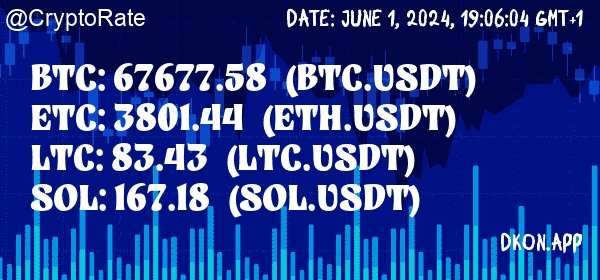 @CryptoRate
DATE: JUNE 1, 2024, 19:06:04 GMT+1
BTC: 67677.58 (BTC.USDT)
ETC: 3801.44 (ETH.USDT)
LTC: 83.43 (LTC.USDT)
SOL: 167.18 (SOL.USDT)
DKON.APP